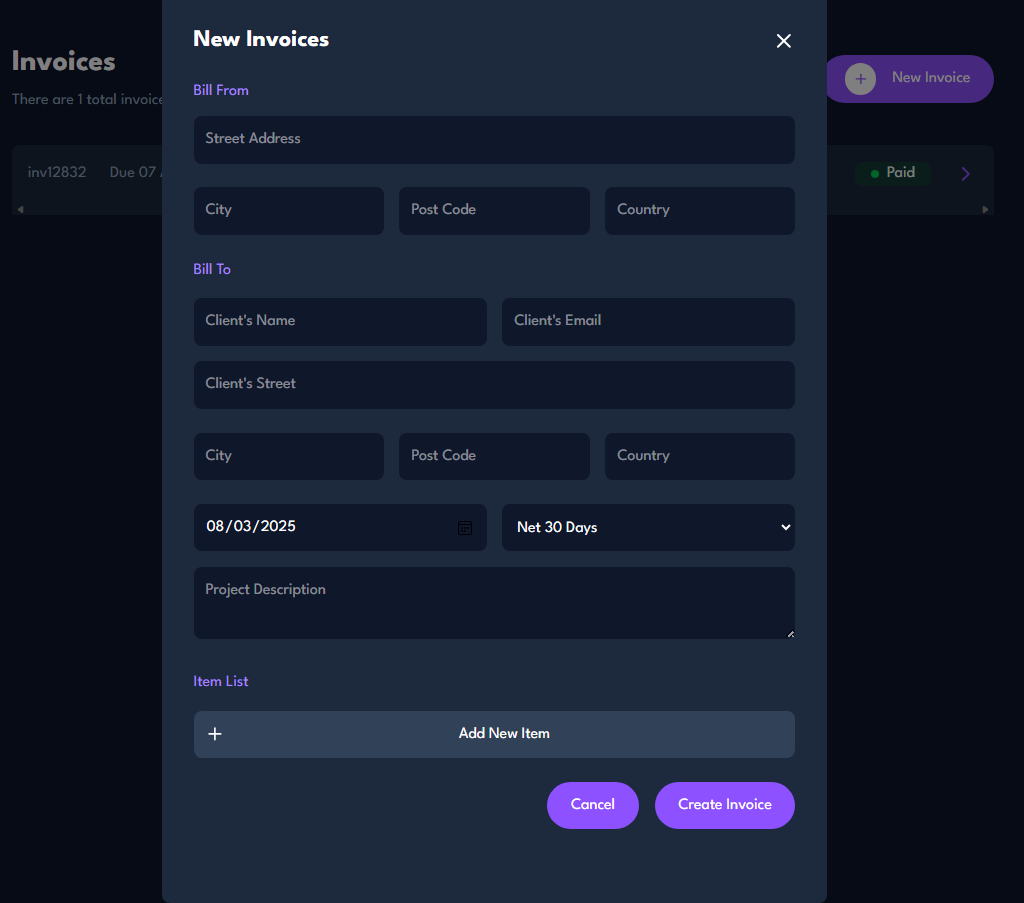 New Invoices
Invoices
New Invoice
There are 1 total invoice
Bill From
Street Address
inv12832 Due 07
Paid
City Post Code Country
Bill To
Client's Name Client's Email
Client's Street
City Post Code Country
08/03/2025 Net 30 Days
Project Description
Item List
Add New Item
Cancel Create Invoice